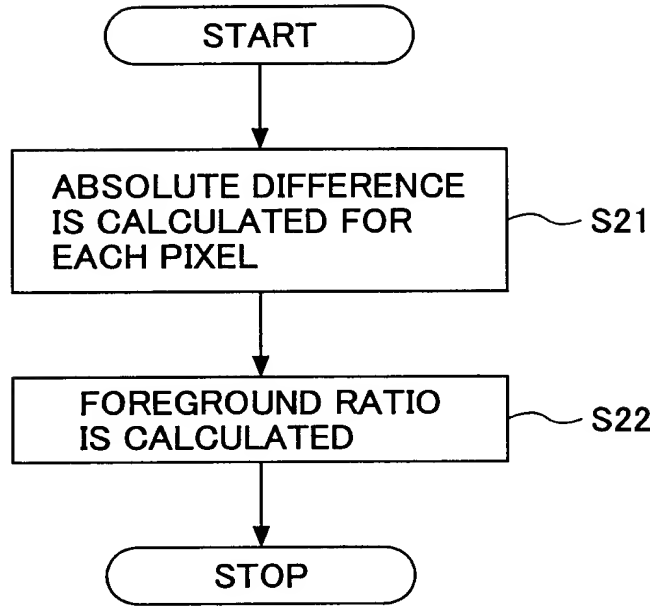 START
ABSOLUTE DIFFERENCE
IS CALCULATED FOR
EACH PIXEL
S21
FOREGROUND RATIO
IS CALCULATED
S22
STOP